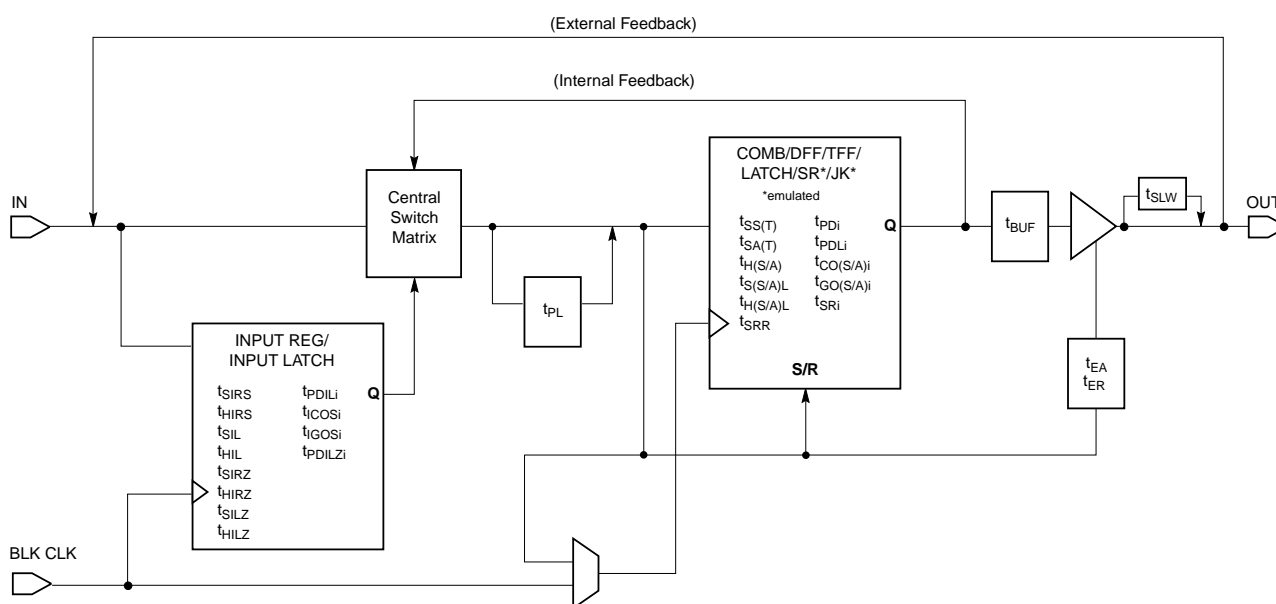 (External Feedback)
(Internal Feedback)
IN
Central
Switch
Matrix
tPL
COMB/DFF/TFF/
LATCH/SR*/JK*
*emulated
tSS(T) tPDi Q
tSA(T) tPDLi
tH(S/A) tCO(S/A)i
tS(S/A)L tGO(S/A)i
tH(S/A)L tSRi
tSRR
S/R
tBUF
tSLW
OUT
tEA
tER
INPUT REG/
INPUT LATCH
tSIRS tPDILi Q
tHIRS tICOSi
tSIL tIGOSi
tHIL tPDILZi
tSIRZ
tHIRZ
tSILZ
tHILZ
BLK CLK